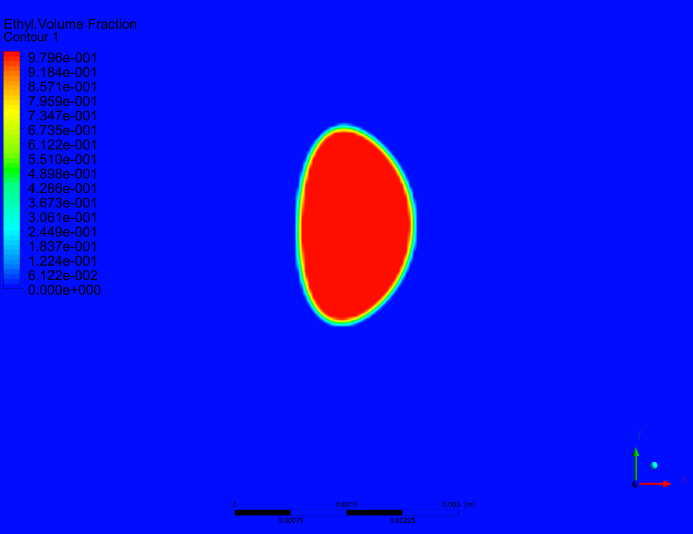 Ethyl.Volume Fraction
Contour 1
9.796e-001
9.184e-001
8.571e-001
7.959e-001
7.347e-001
6.735e-001
6.122e-001
5.510e-001
4.898e-001
4.286e-001
3.673e-001
3.061e-001
2.449e-001
1.837e-001
1.224e-001
6.122e-002
0.000e+000
Y
X
0 0.0015 0.003 (m)
0.00075 0.00225